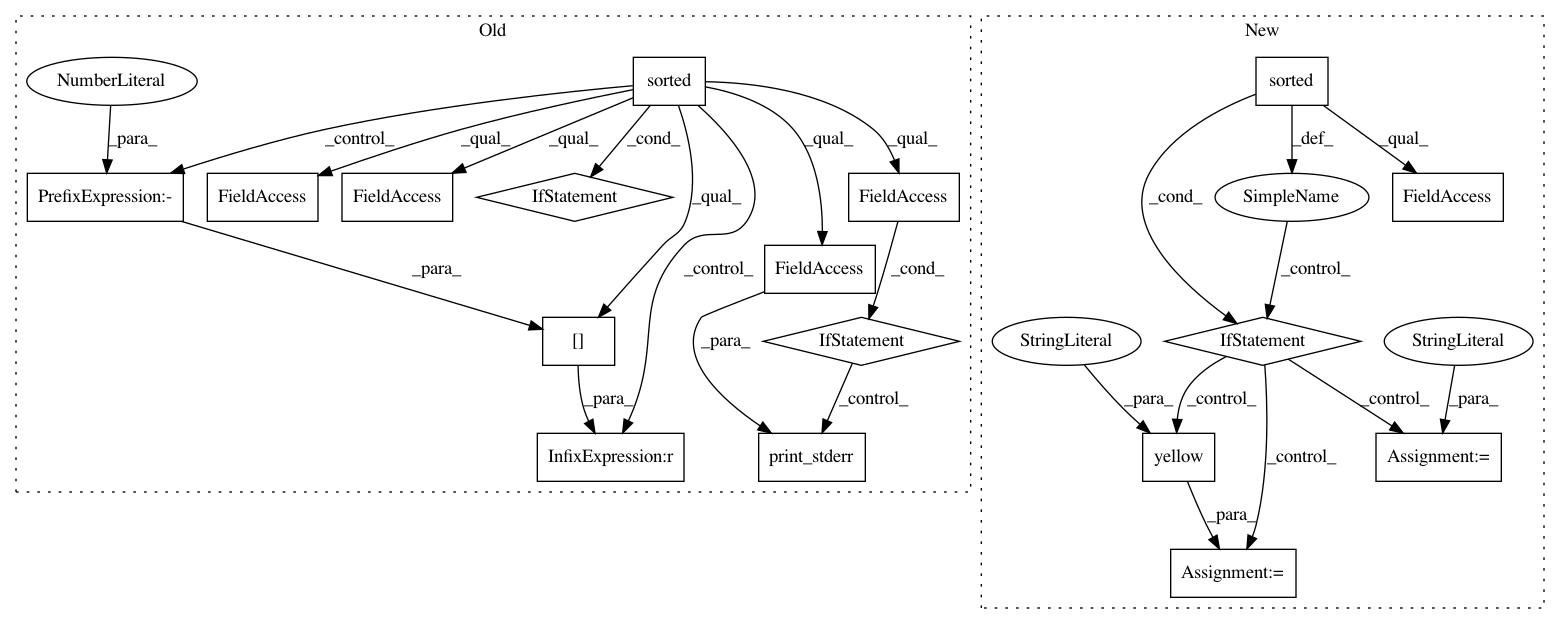 Old
New
NumberLiteral
sorted
sorted
_para_
_control_
_qual_
_qual_
_cond_
_qual_
_qual_
_def_
_qual_
PrefixExpression:-
FieldAccess
FieldAccess
IfStatement
_qual_
FieldAccess
_cond_
SimpleName
FieldAccess
_para_
_control_
FieldAccess
_cond_
_control_
[]
_para_
IfStatement
StringLiteral
IfStatement
StringLiteral
_para_
_control_
_para_
_control_
_control_
_para_
InfixExpression:r
print_stderr
yellow
_control_
Assignment:=
_para_
Assignment:=